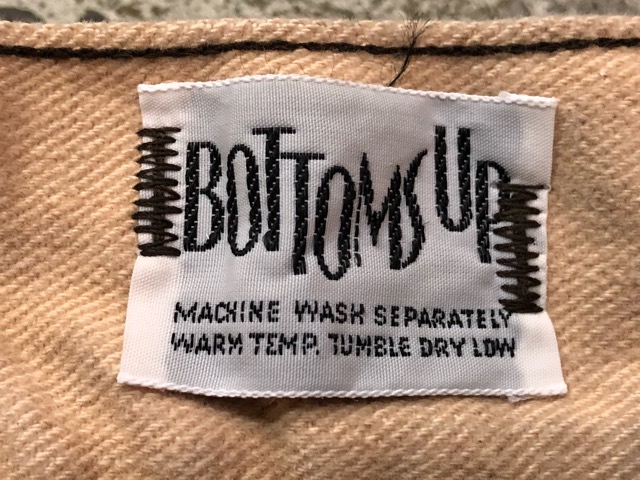 BOTTOMS UP
MACHINE WASH SEPARATELY
WARM TEMP. TUMBLE DRY LOW